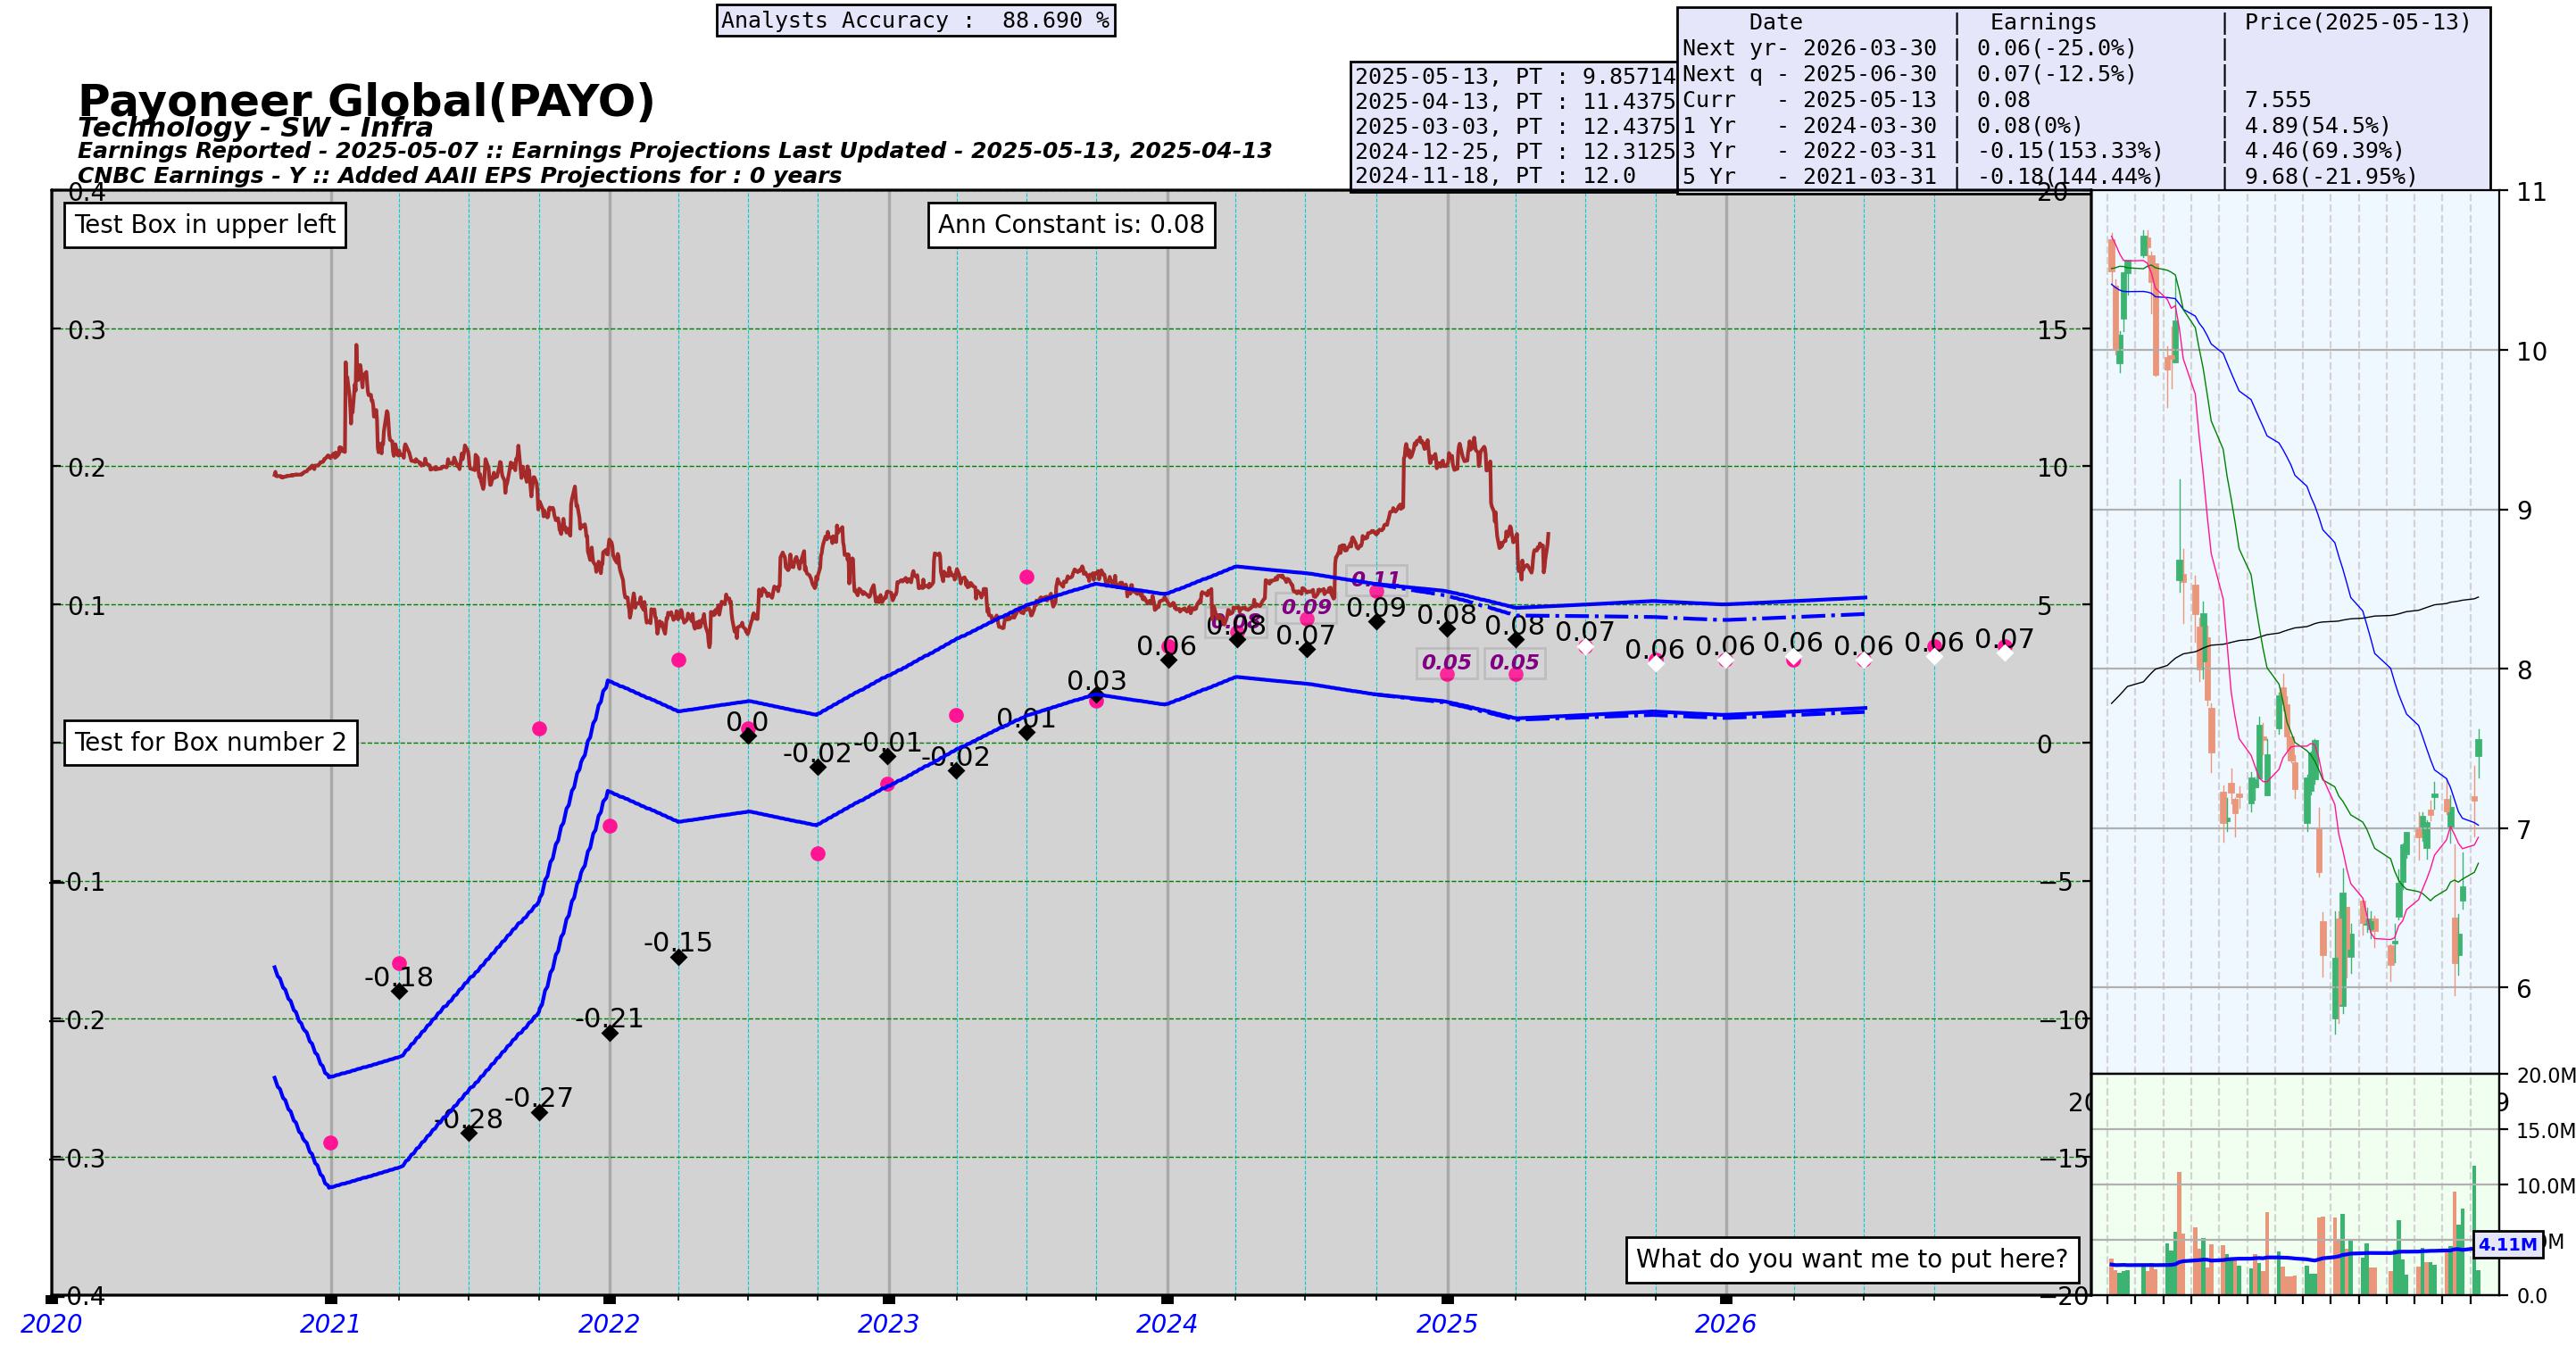 Analysts Accuracy :  88.690 %
Date | Earnings | Price(2025-05-13)
Next yr- 2026-03-30 | 0.06(-25.0%) |
Next q - 2025-06-30 | 0.07(-12.5%) |
Curr   - 2025-05-13 | 0.08 | 7.555
1 Yr   - 2024-03-30 | 0.08(0%) | 4.89(54.5%)
3 Yr   - 2022-03-31 | -0.15(153.33%) | 4.46(69.39%)
5 Yr   - 2021-03-31 | -0.18(144.44%) | 9.68(-21.95%)
2025-05-13, PT : 9.85714
2025-04-13, PT : 11.4375
2025-03-03, PT : 12.4375
2024-12-25, PT : 12.3125
2024-11-18, PT : 12.0
Payoneer Global(PAYO)
Technology - SW - Infra
Earnings Reported - 2025-05-07 :: Earnings Projections Last Updated - 2025-05-13, 2025-04-13
CNBC Earnings - Y :: Added AAII EPS Projections for : 0 years
0.4
0.3
0.2
0.1
-0.1
-0.2
-0.3
-0.4
Test Box in upper left
Ann Constant is: 0.08
Test for Box number 2
What do you want me to put here?
-0.18
-0.28
-0.27
-0.21
-0.15
0.0
-0.02
-0.01
-0.02
0.01
0.03
0.06
0.08
0.08
0.09
0.07
0.11
0.09
0.08
0.05
0.08
0.05
0.07
0.06
0.06
0.06
0.06
0.06
0.07
20
15
10
5
0
−5
−10
−15
−20
11
10
9
8
7
6
20.0M
15.0M
10.0M
4.11M
0.0
2020
2021
2022
2023
2024
2025
2026